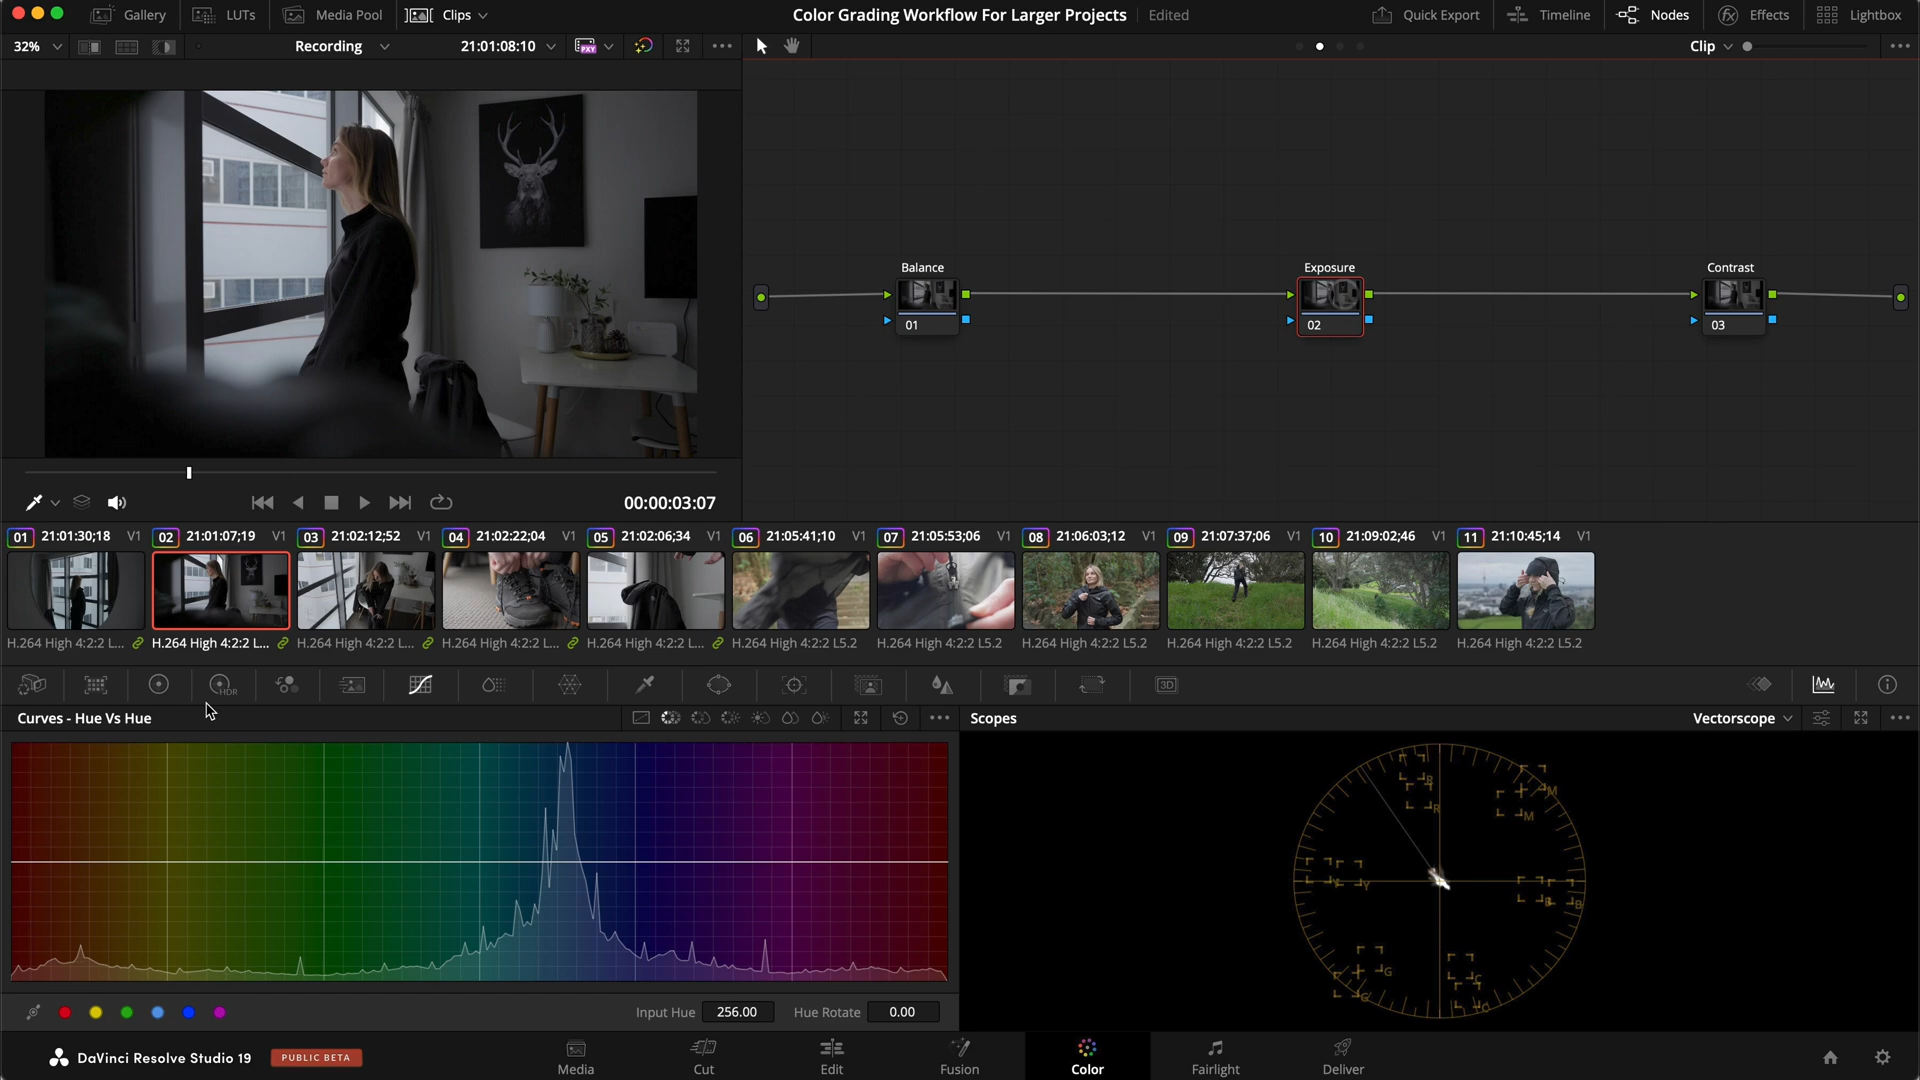 Gallery LUTs Media Pool Clips Color Grading Workflow For Larger Projects Edited Quick Export Timeline Nodes Effects Lightbox
32% Recording 21:01:08:10 PXY Clip
Balance
01
Exposure
02
Contrast
03
00:00:03:07
01 21:01:30;18 V1
02 21:01:07;19 V1
03 21:02:12;52 V1
04 21:02:22;04 V1
05 21:02:06;34 V1
06 21:05:41;10 V1
07 21:05:53;06 V1
08 21:06:03;12 V1
09 21:07:37;06 V1
10 21:09:02;46 V1
11 21:10:45;14 V1
H.264 High 4:2:2 L...
H.264 High 4:2:2 L...
H.264 High 4:2:2 L...
H.264 High 4:2:2 L...
H.264 High 4:2:2 L...
H.264 High 4:2:2 L5.2
H.264 High 4:2:2 L5.2
H.264 High 4:2:2 L5.2
H.264 High 4:2:2 L5.2
H.264 High 4:2:2 L5.2
H.264 High 4:2:2 L5.2
HDR
3D
Curves - Hue Vs Hue
Scopes
Vectorscope
R
R
M
M
Y
Y
B
B
G
G
C
C
Input Hue 256.00 Hue Rotate 0.00
DaVinci Resolve Studio 19 PUBLIC BETA
Media Cut Edit Fusion Color Fairlight Deliver